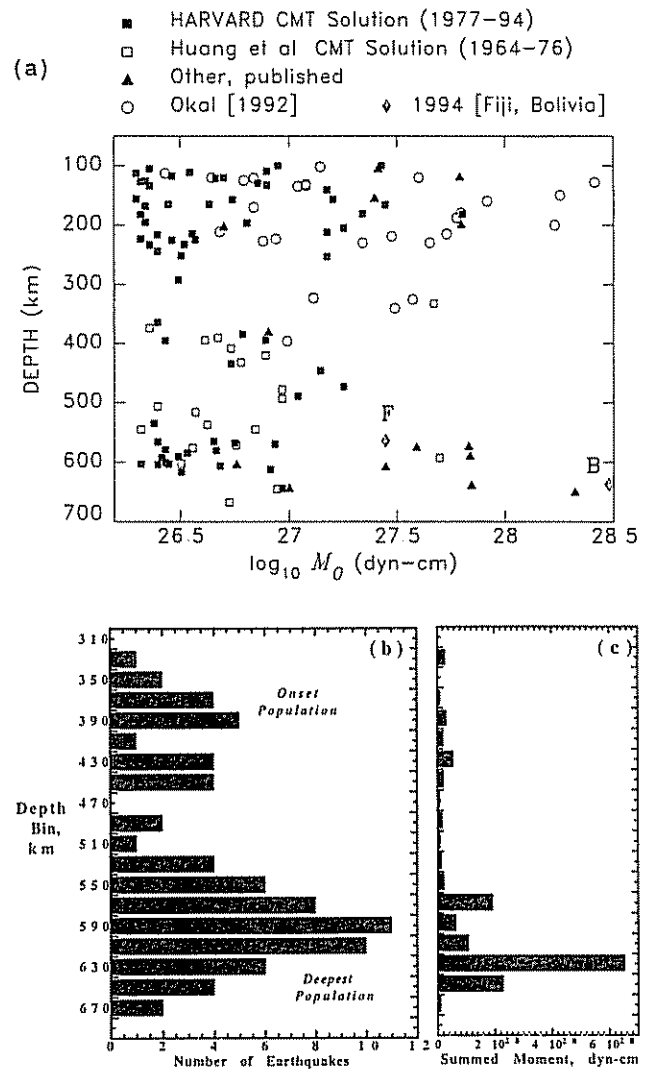 (a)
HARVARD CMT Solution (1977-94)
Huang et al CMT Solution (1964-76)
Other, published
Okal [1992]
1994 [Fiji, Bolivia]
DEPTH (km)
100
200
300
400
500
600
700
F
B
26.5
27
27.5
28
28.5
log10 M0 (dyn-cm)
(b)
Onset
Population
Deepest
Population
Depth
Bin,
km
310
350
390
430
470
510
550
590
630
670
0
2
4
6
8
10
12
Number of Earthquakes
(c)
0
Summed Moment, dyn-cm